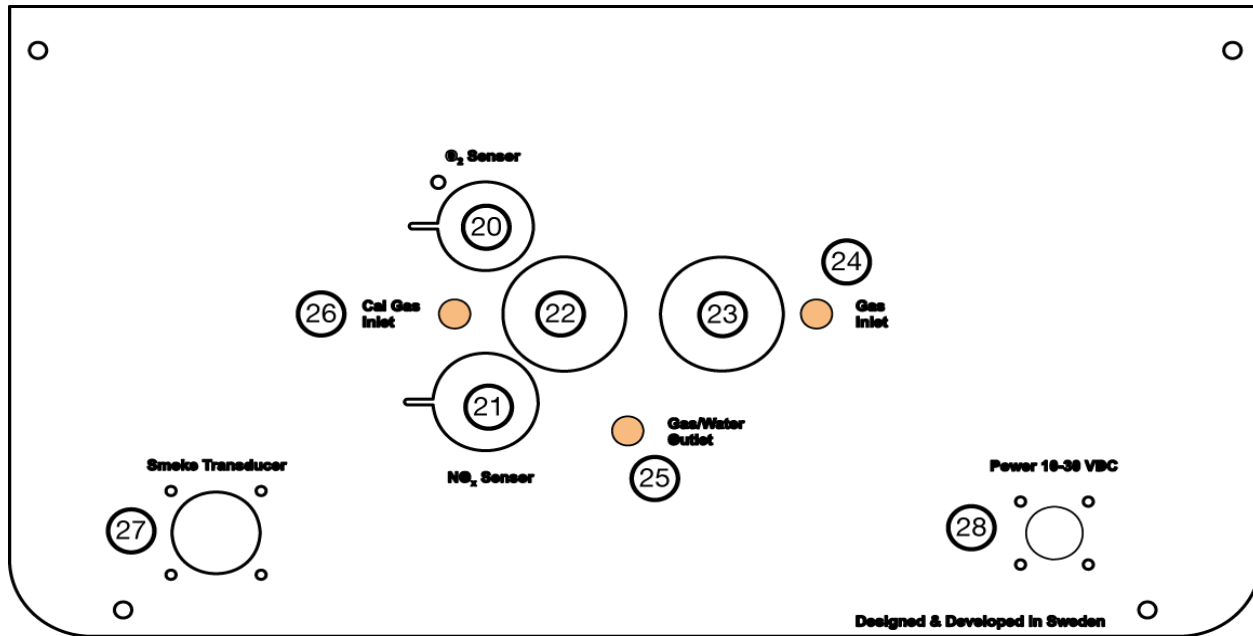 O₂ Sensor
20
24
26
Cal Gas
Inlet
22
23
Gas
Inlet
21
Gas/Water
Outlet
Smoke Transducer
NOₓ Sensor
25
Power 10-30 VDC
27
28
Designed & Developed in Sweden